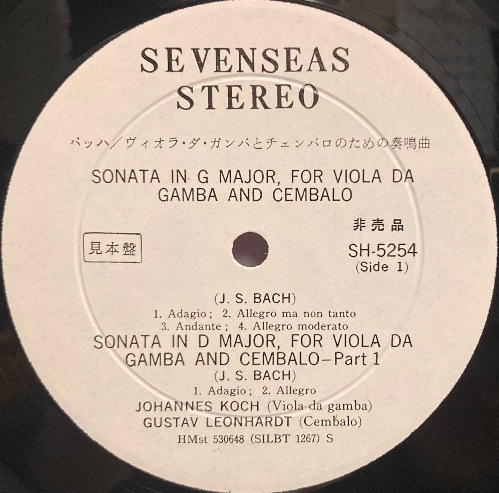 SEVENSEAS
STEREO
バッハ/ヴィオラ・ダ・ガンバとチェンバロのための奏鳴曲
SONATA IN G MAJOR, FOR VIOLA DA
GAMBA AND CEMBALO
見本盤
非売品
SH-5254
(Side 1)
(J. S. BACH)
1. Adagio; 2. Allegro ma non tanto
3. Andante; 4. Allegro moderato
SONATA IN D MAJOR, FOR VIOLA DA
GAMBA AND CEMBALO–Part 1
(J. S. BACH)
1. Adagio; 2. Allegro
JOHANNES KOCH (Viola da gamba)
GUSTAV LEONHARDT (Cembalo)
HMst 530648 (SILBT 1267) S